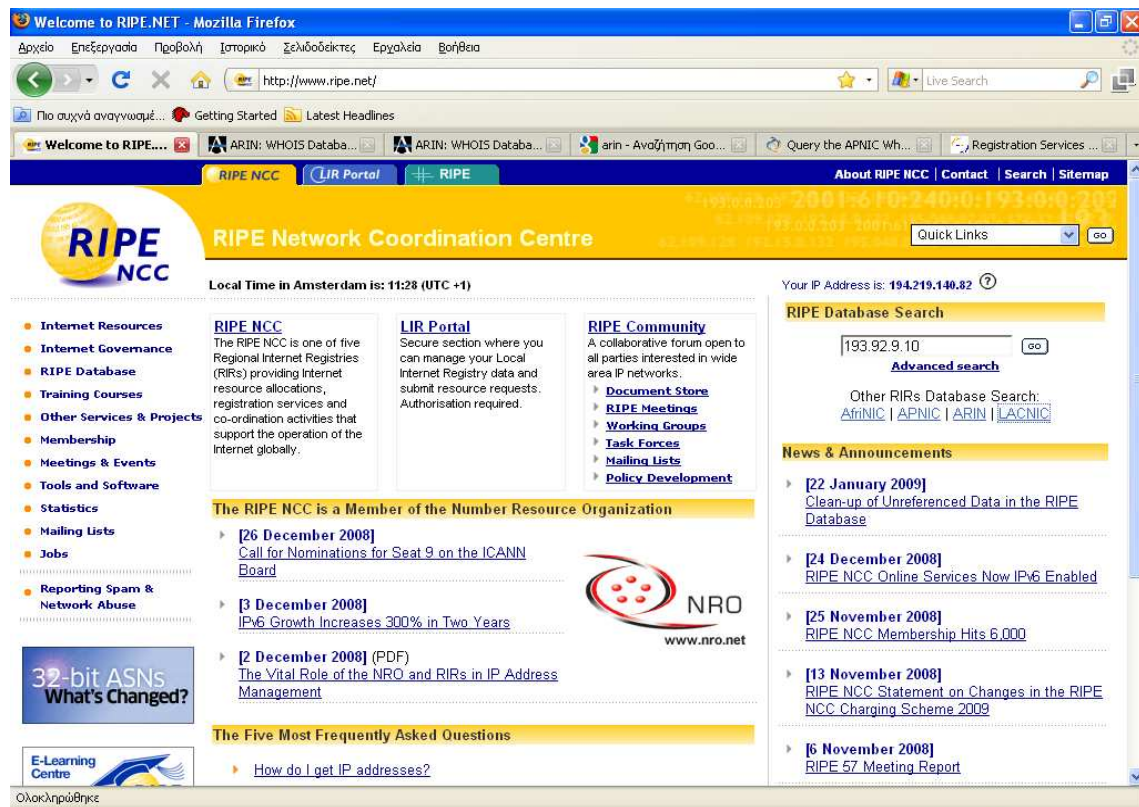 Welcome to RIPE.NET - Mozilla Firefox
Αρχείο Επεξεργασία Προβολή Ιστορικό Σελιδοδείκτες Εργαλεία Βοήθεια
http://www.ripe.net/
Live Search
Πιο συχνά αναγνωσμέ... Getting Started Latest Headlines
Welcome to RIPE.... ARIN: WHOIS Databa... ARIN: WHOIS Databa... arin - Αναζήτηση Goo... Query the APNIC Wh... Registration Services ...
RIPE NCC LIR Portal RIPE
About RIPE NCC | Contact | Search | Sitemap
RIPE NCC
RIPE Network Coordination Centre
Quick Links GO
Local Time in Amsterdam is: 11:28 (UTC +1)
Your IP Address is: 194.219.140.82 ?
Internet Resources
Internet Governance
RIPE Database
Training Courses
Other Services & Projects
Membership
Meetings & Events
Tools and Software
Statistics
Mailing Lists
Jobs
Reporting Spam &
Network Abuse
32-bit ASNs
What's Changed?
E-Learning
Centre
RIPE NCC
The RIPE NCC is one of five
Regional Internet Registries
(RIRs) providing Internet
resource allocations,
registration services and
co-ordination activities that
support the operation of the
Internet globally.
LIR Portal
Secure section where you
can manage your Local
Internet Registry data and
submit resource requests.
Authorisation required.
RIPE Community
A collaborative forum open to
all parties interested in wide
area IP networks.
Document Store
RIPE Meetings
Working Groups
Task Forces
Mailing Lists
Policy Development
The RIPE NCC is a Member of the Number Resource Organization
[26 December 2008]
Call for Nominations for Seat 9 on the ICANN
Board
[3 December 2008]
IPv6 Growth Increases 300% in Two Years
[2 December 2008] (PDF)
The Vital Role of the NRO and RIRs in IP Address
Management
NRO
www.nro.net
The Five Most Frequently Asked Questions
How do I get IP addresses?
RIPE Database Search
193.92.9.10 GO
Advanced search
Other RIRs Database Search:
AfriNIC | APNIC | ARIN | LACNIC
News & Announcements
[22 January 2009]
Clean-up of Unreferenced Data in the RIPE
Database
[24 December 2008]
RIPE NCC Online Services Now IPv6 Enabled
[25 November 2008]
RIPE NCC Membership Hits 6,000
[13 November 2008]
RIPE NCC Statement on Changes in the RIPE
NCC Charging Scheme 2009
[6 November 2008]
RIPE 57 Meeting Report
Ολοκληρώθηκε